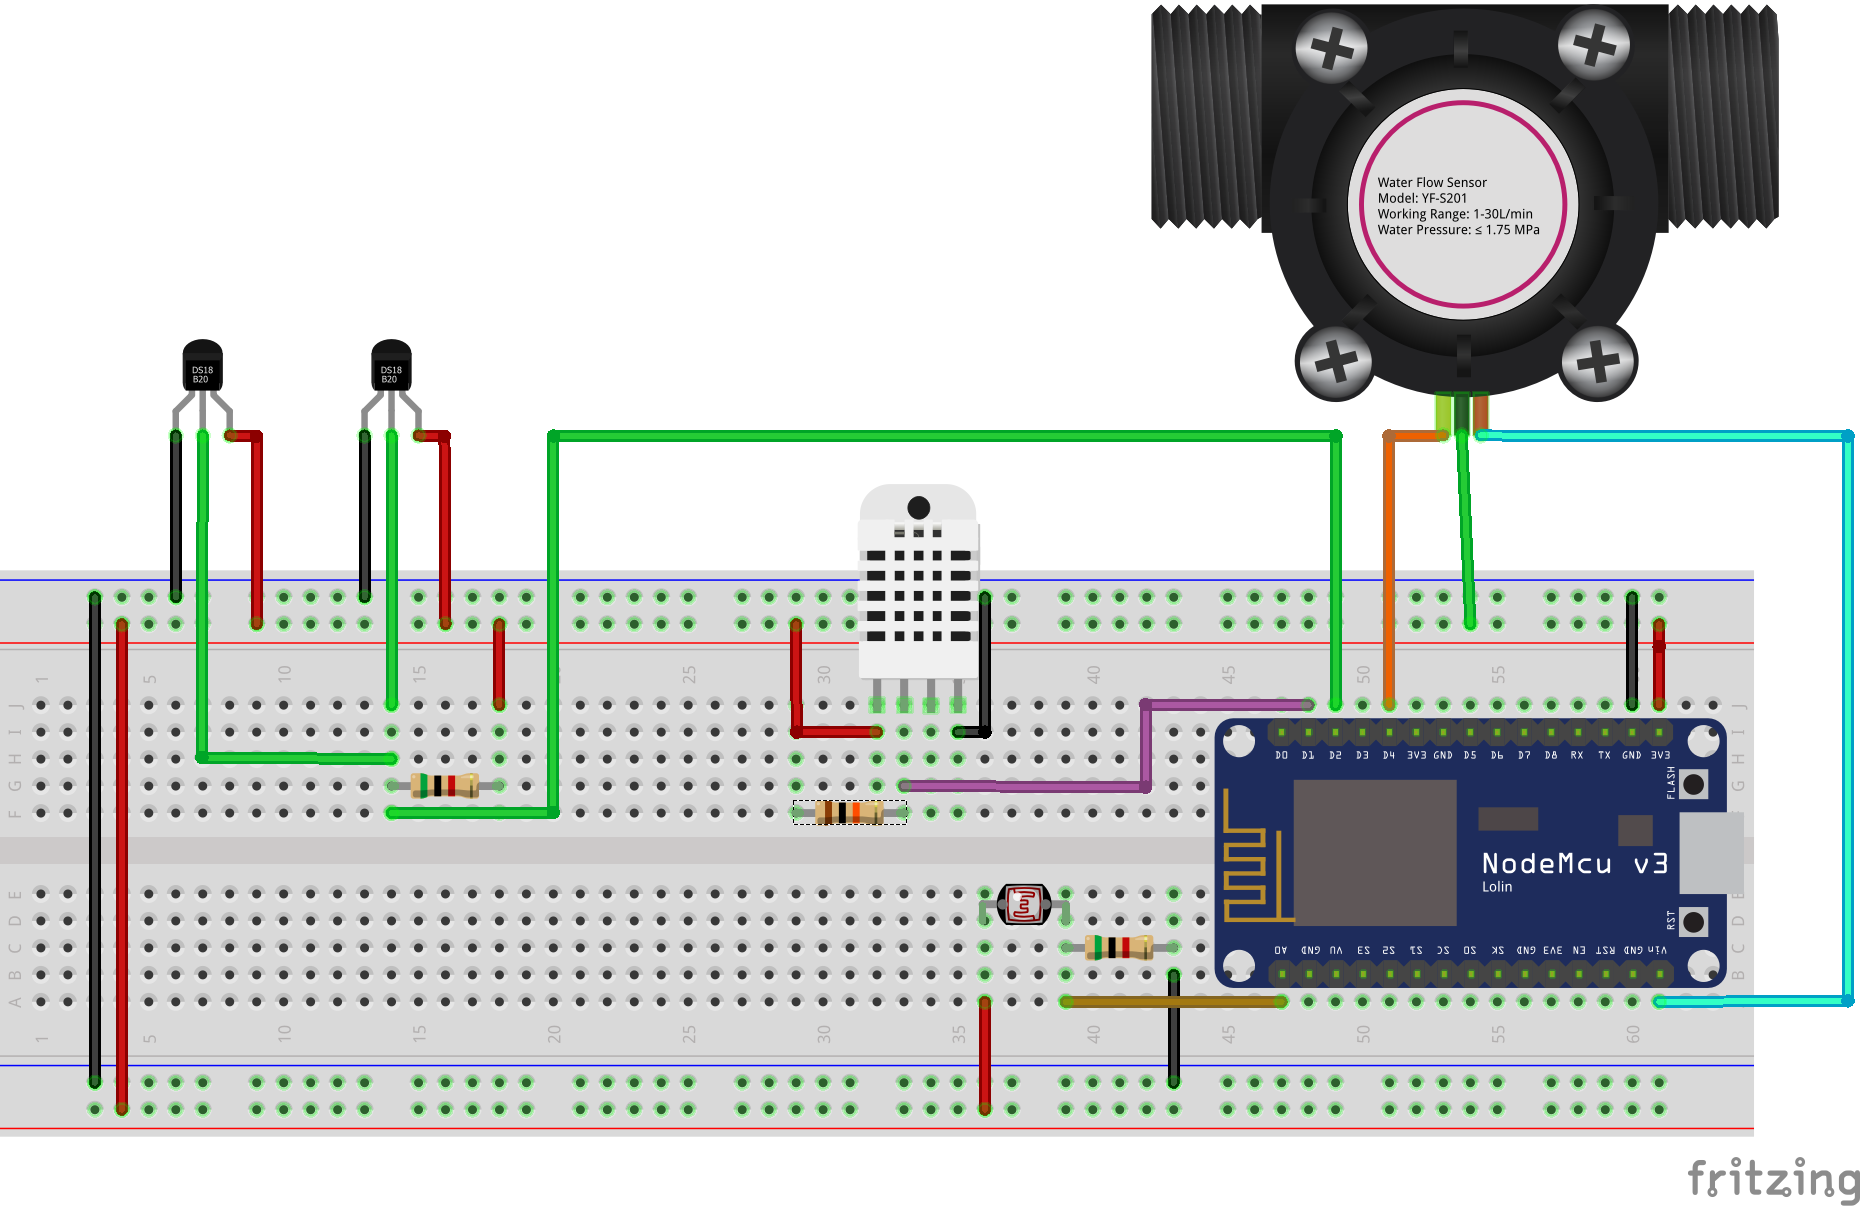 Water Flow Sensor
Model: YF-S201
Working Range: 1-30L/min
Water Pressure: ≤ 1.75 MPa
DS18
B20
DS18
B20
1 5 10 15 20 25 30 40 45 50 55 60
J
I
H
G
F
J
I
H
G
D0 D1 D2 D3 D4 3V3 GND D5 D6 D7 D8 RX TX GND 3V3
FLASH
NodeMcu v3
Lolin
RST
A0 GND VU S3 S2 S1 SC SO SK GND 3V3 EN RST GND Vin
E
D
C
B
A
E
D
C
B
A
1 5 10 15 20 25 30 35 40 45 50 55 60
fritzing